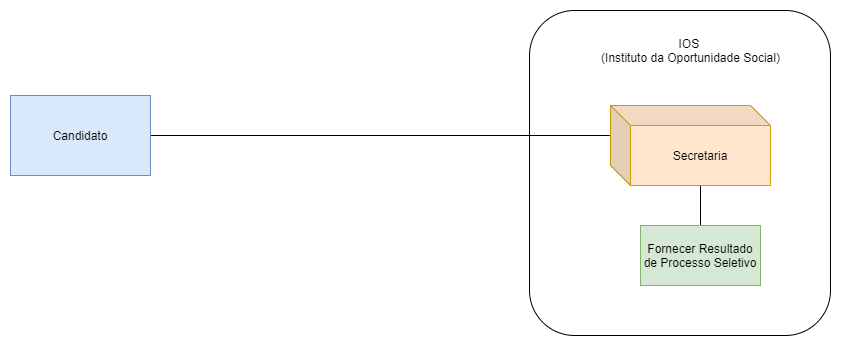 IOS
(Instituto da Oportunidade Social)
Candidato
Secretaria
Fornecer Resultado
de Processo Seletivo